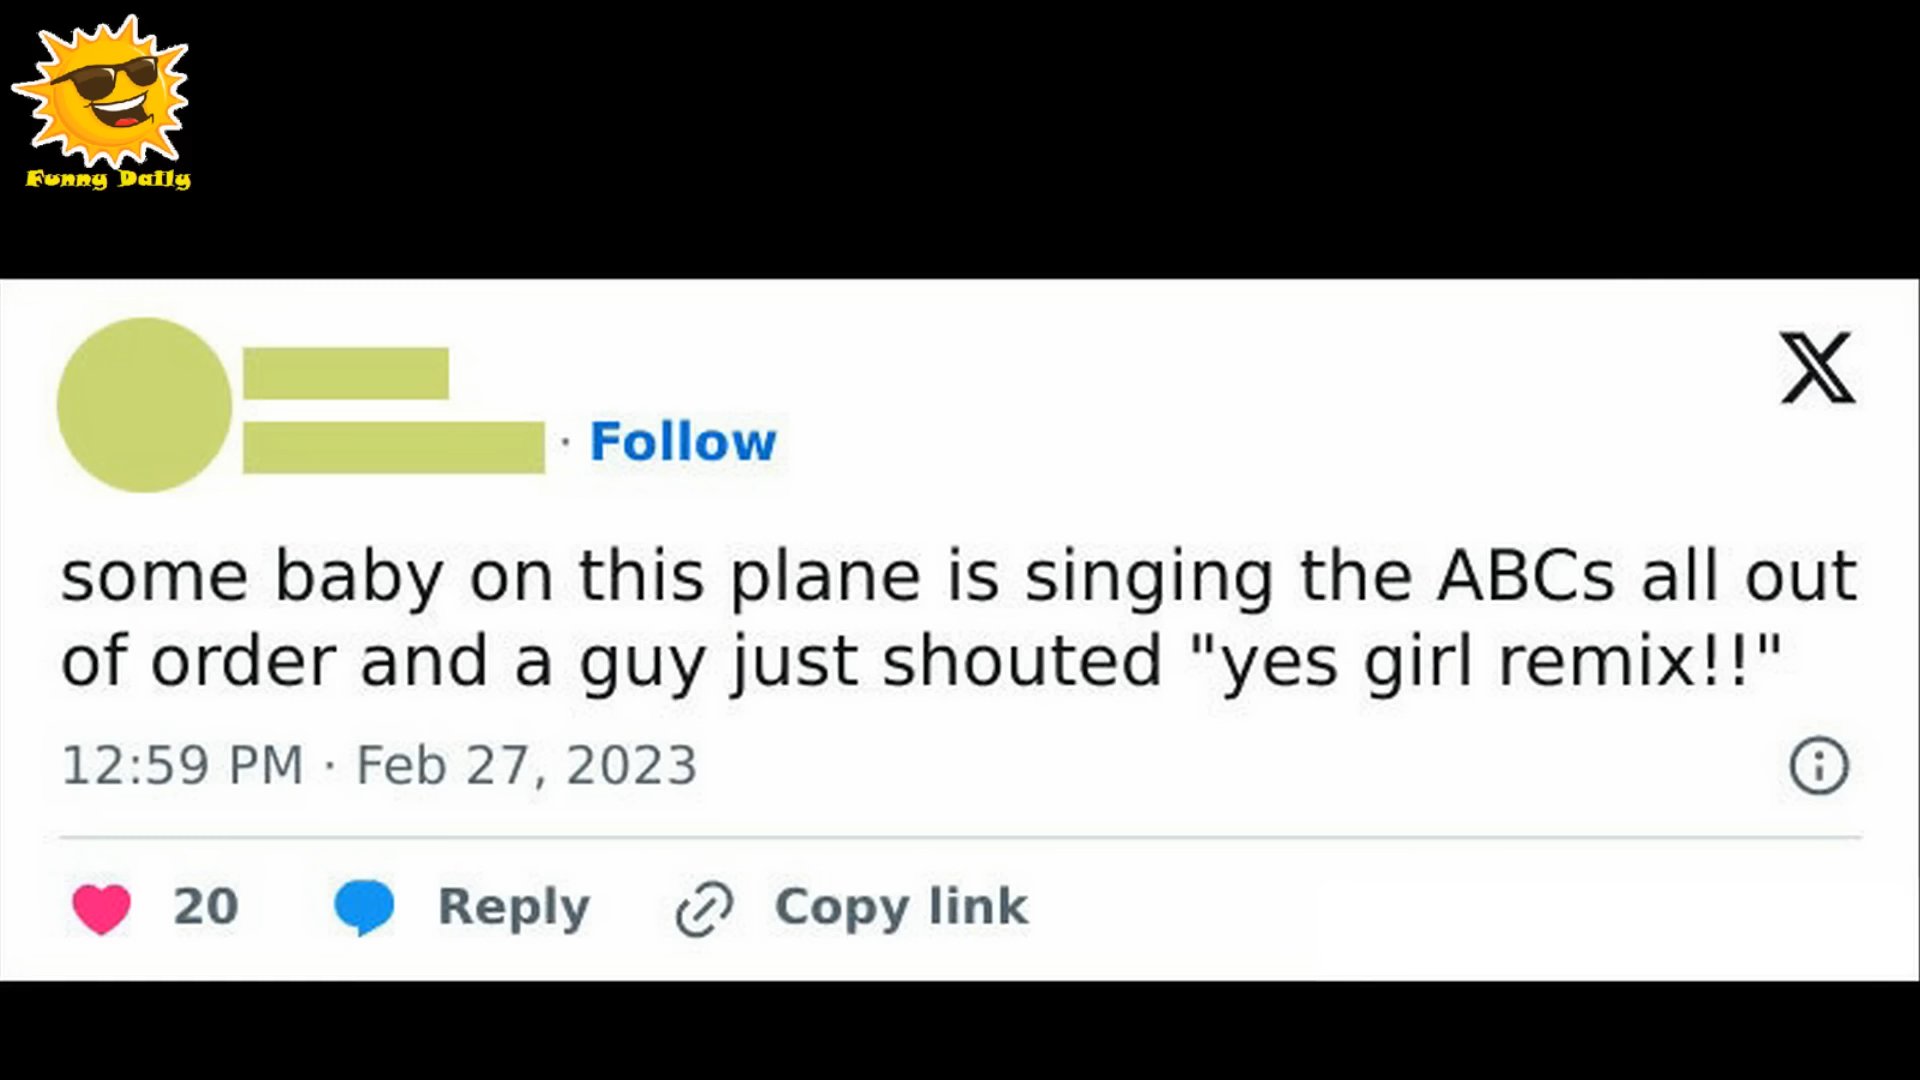 Funny Daily
· Follow
some baby on this plane is singing the ABCs all out
of order and a guy just shouted "yes girl remix!!"
12:59 PM · Feb 27, 2023
20 Reply Copy link